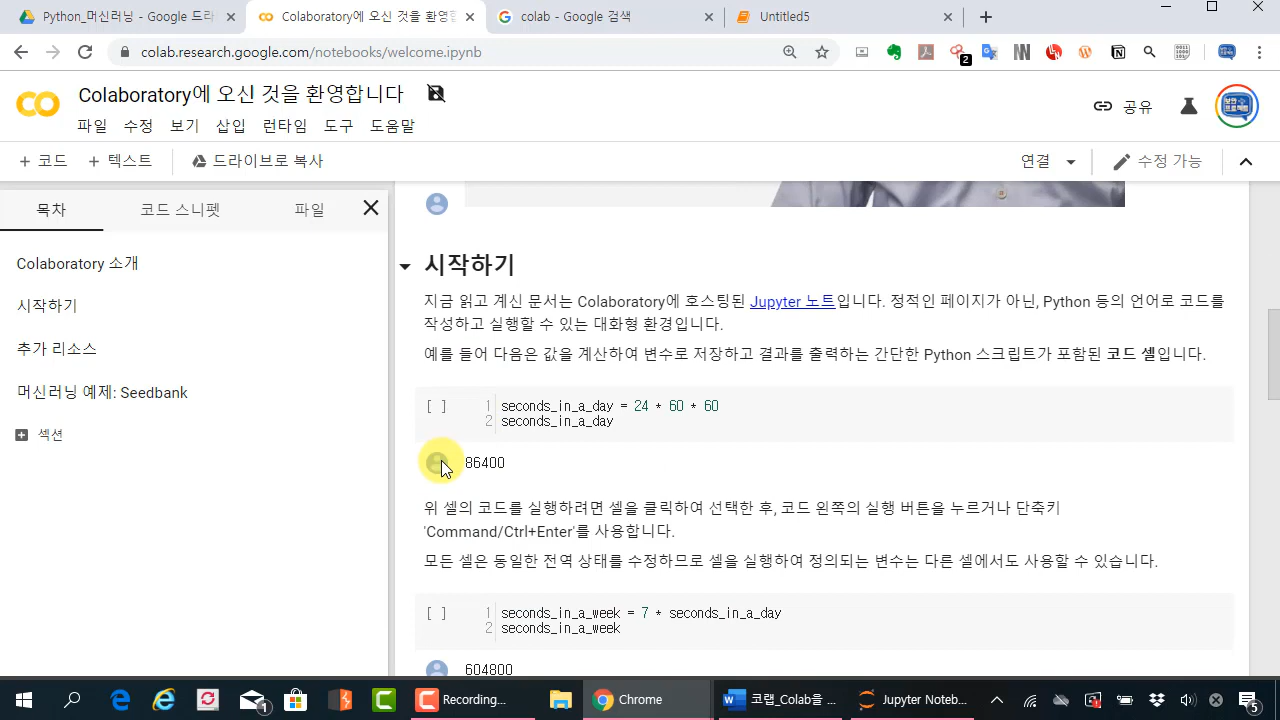 Python_머신러닝 - Google 드라
Colaboratory에 오신 것을 환영합
colab - Google 검색
Untitled5
colab.research.google.com/notebooks/welcome.ipynb
2
Colaboratory에 오신 것을 환영합니다
공유
파일 수정 보기 삽입 런타임 도구 도움말
+ 코드 + 텍스트 드라이브로 복사 연결 수정 가능
목차 코드 스니펫 파일
Colaboratory 소개
시작하기
추가 리소스
머신러닝 예제: Seedbank
섹션
시작하기
지금 읽고 계신 문서는 Colaboratory에 호스팅된 Jupyter 노트입니다. 정적인 페이지가 아닌, Python 등의 언어로 코드를
작성하고 실행할 수 있는 대화형 환경입니다.
예를 들어 다음은 값을 계산하여 변수로 저장하고 결과를 출력하는 간단한 Python 스크립트가 포함된 코드 셀입니다.
[ ] 1 seconds_in_a_day = 24 * 60 * 60
2 seconds_in_a_day
86400
위 셀의 코드를 실행하려면 셀을 클릭하여 선택한 후, 코드 왼쪽의 실행 버튼을 누르거나 단축키
'Command/Ctrl+Enter'를 사용합니다.
모든 셀은 동일한 전역 상태를 수정하므로 셀을 실행하여 정의되는 변수는 다른 셀에서도 사용할 수 있습니다.
[ ] 1 seconds_in_a_week = 7 * seconds_in_a_day
2 seconds_in_a_week
604800
1
Recording...
Chrome
코랩_Colab을 ...
Jupyter Noteb...
5